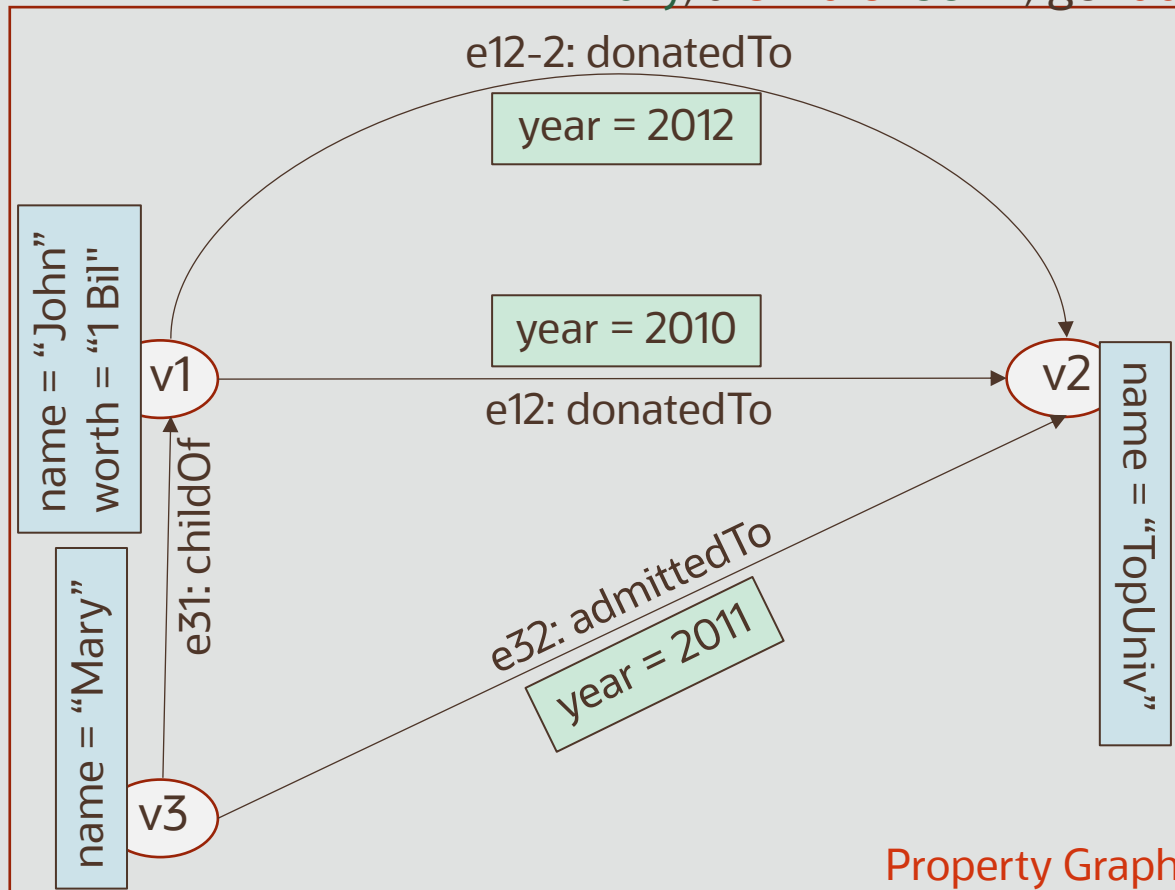 e12-2: donatedTo
year = 2012
name = “John”
worth = “1 Bil"
year = 2010
v1
v2
e12: donatedTo
name = “TopUniv”
e31: childOf
e32: admittedTo
year = 2011
name = “Mary”
v3
Property Graph